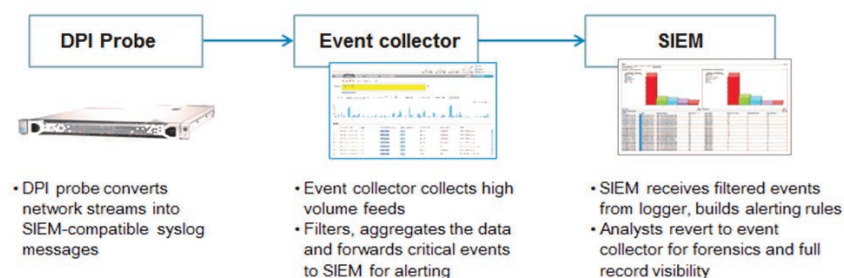 DPI Probe
Event collector
SIEM
• DPI probe converts
network streams into
SIEM-compatible syslog
messages
• Event collector collects high
volume feeds
• Filters, aggregates the data
and forwards critical events
to SIEM for alerting
• SIEM receives filtered events
from logger, builds alerting rules
• Analysts revert to event
collector for forensics and full
record visibility